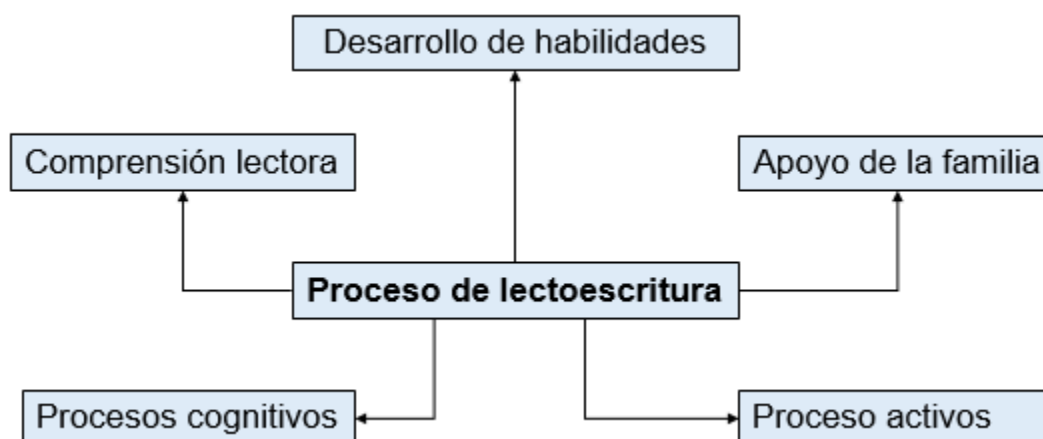 Desarrollo de habilidades
Comprensión lectora
Apoyo de la familia
Proceso de lectoescritura
Procesos cognitivos
Proceso activos